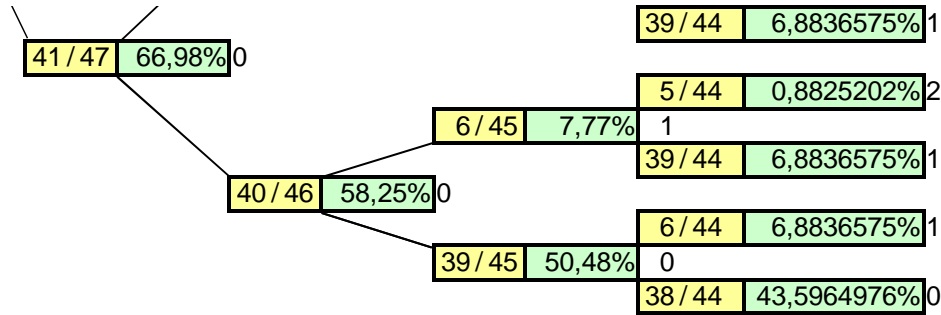 39 / 44 6,8836575% 1
41 / 47 66,98% 0
5 / 44 0,8825202% 2
6 / 45 7,77% 1
39 / 44 6,8836575% 1
40 / 46 58,25% 0
6 / 44 6,8836575% 1
39 / 45 50,48% 0
38 / 44 43,5964976% 0